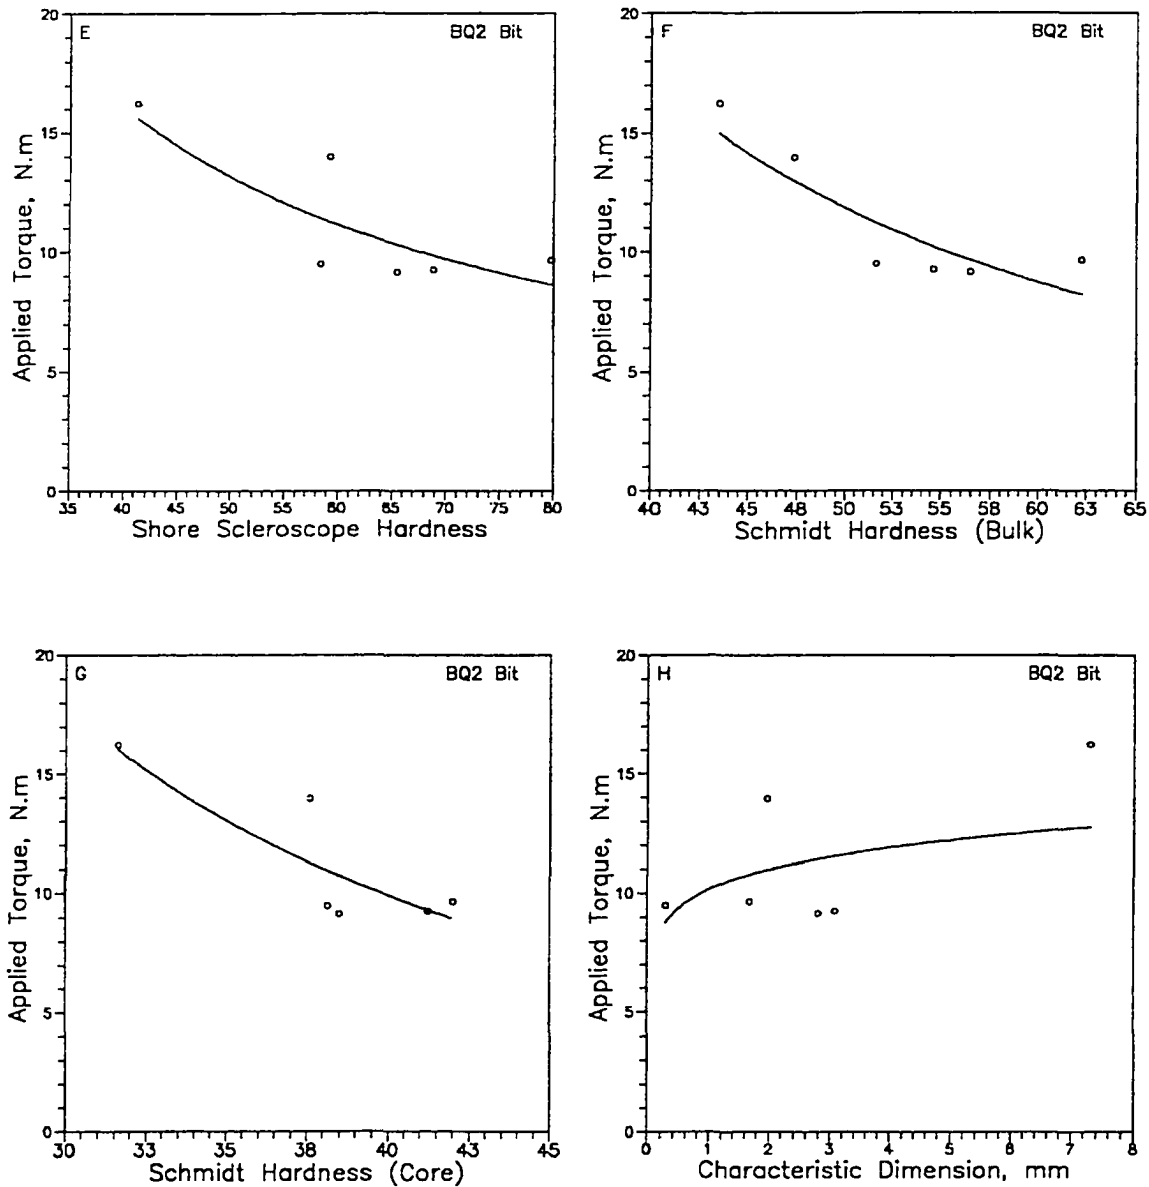 E BQ2 Bit
20
15
10
5
0
Applied Torque, N.m
35 40 45 50 55 60 65 70 75 80
Shore Scleroscope Hardness
F BQ2 Bit
20
15
10
5
0
Applied Torque, N.m
40 43 45 48 50 53 55 58 60 63 65
Schmidt Hardness (Bulk)
G BQ2 Bit
20
15
10
5
0
Applied Torque, N.m
30 33 35 38 40 43 45
Schmidt Hardness (Core)
H BQ2 Bit
20
15
10
5
0
Applied Torque, N.m
0 1 2 3 4 5 6 7 8
Characteristic Dimension, mm